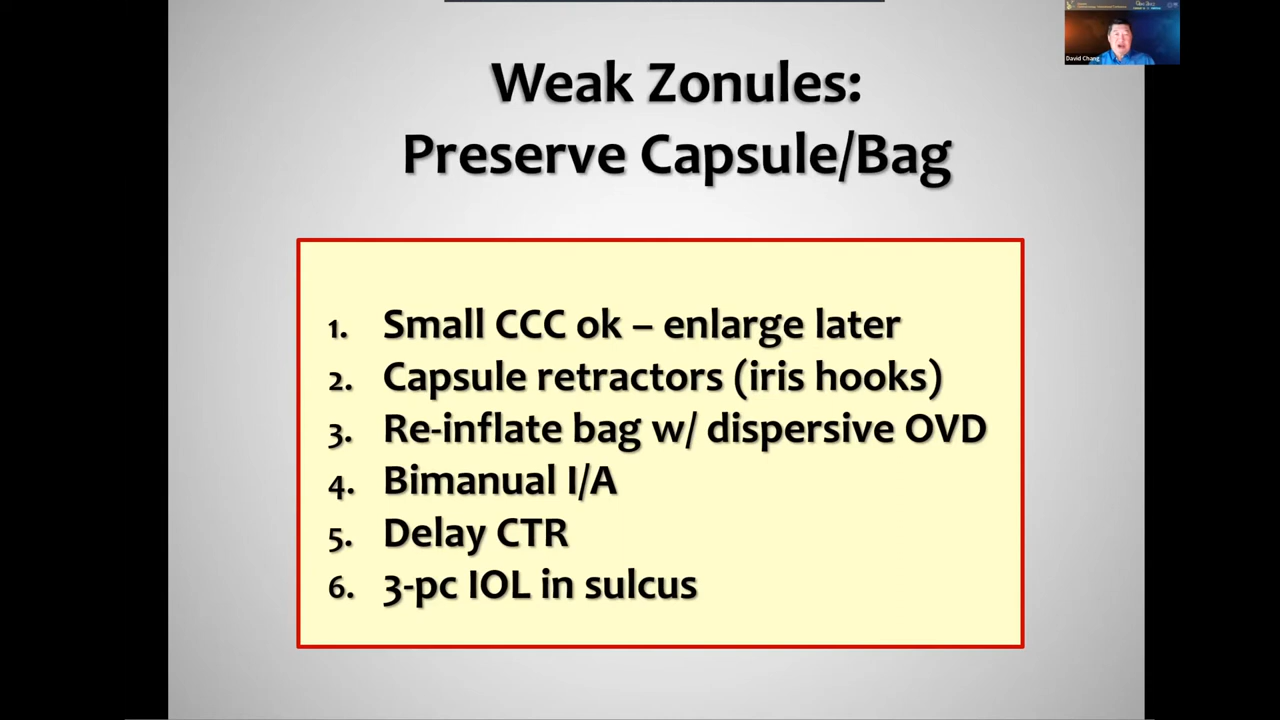 David Chang
Weak Zonules:
Preserve Capsule/Bag
1. Small CCC ok – enlarge later
2. Capsule retractors (iris hooks)
3. Re-inflate bag w/ dispersive OVD
4. Bimanual I/A
5. Delay CTR
6. 3-pc IOL in sulcus